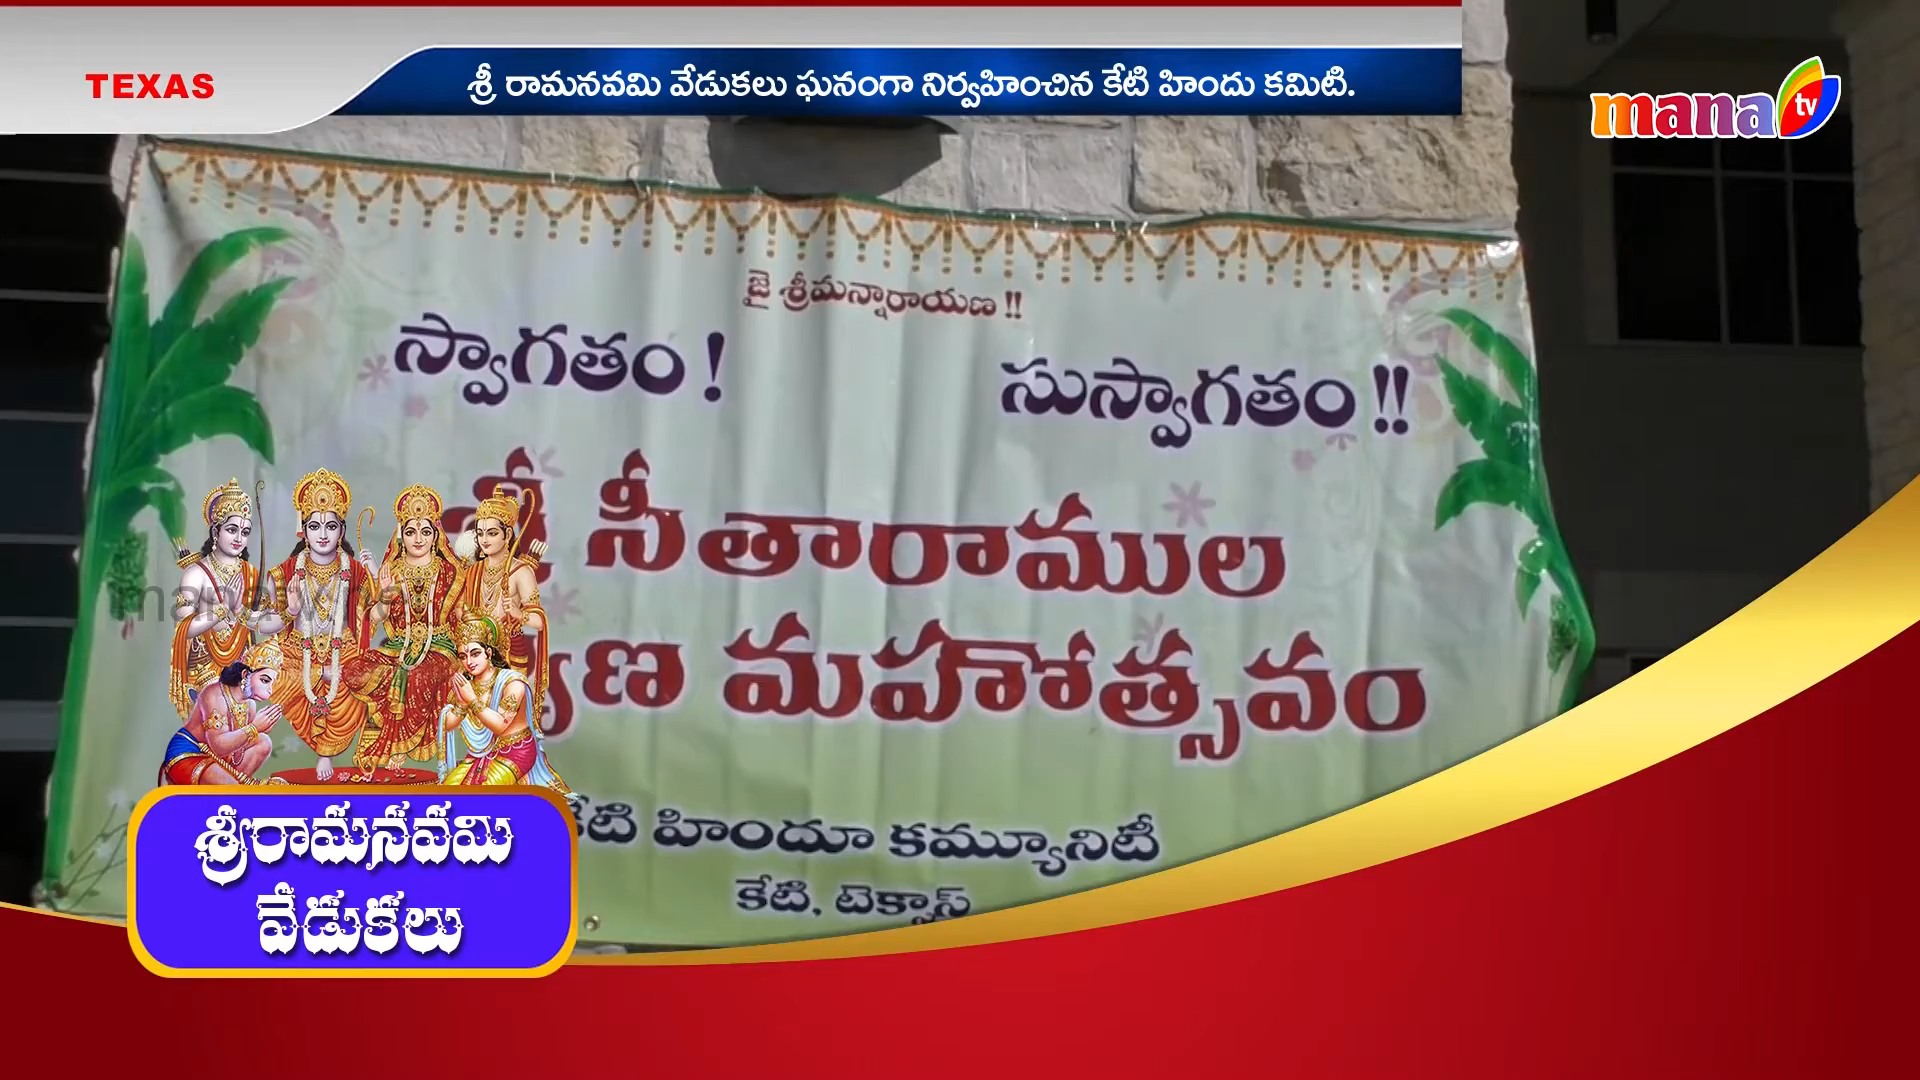 TEXAS
శ్రీ రామనవమి వేడుకలు ఘనంగా నిర్వహించిన కేటి హిందు కమిటి.
mana tv
జై శ్రీమన్నారాయణ !!
స్వాగతం ! సుస్వాగతం !!
శ్రీ సీతారాముల
మహోత్సవం
కేటి హిందూ కమ్యూనిటీ
కేటి, టెక్సాస్
శ్రీరామనవమి
వేడుకలు